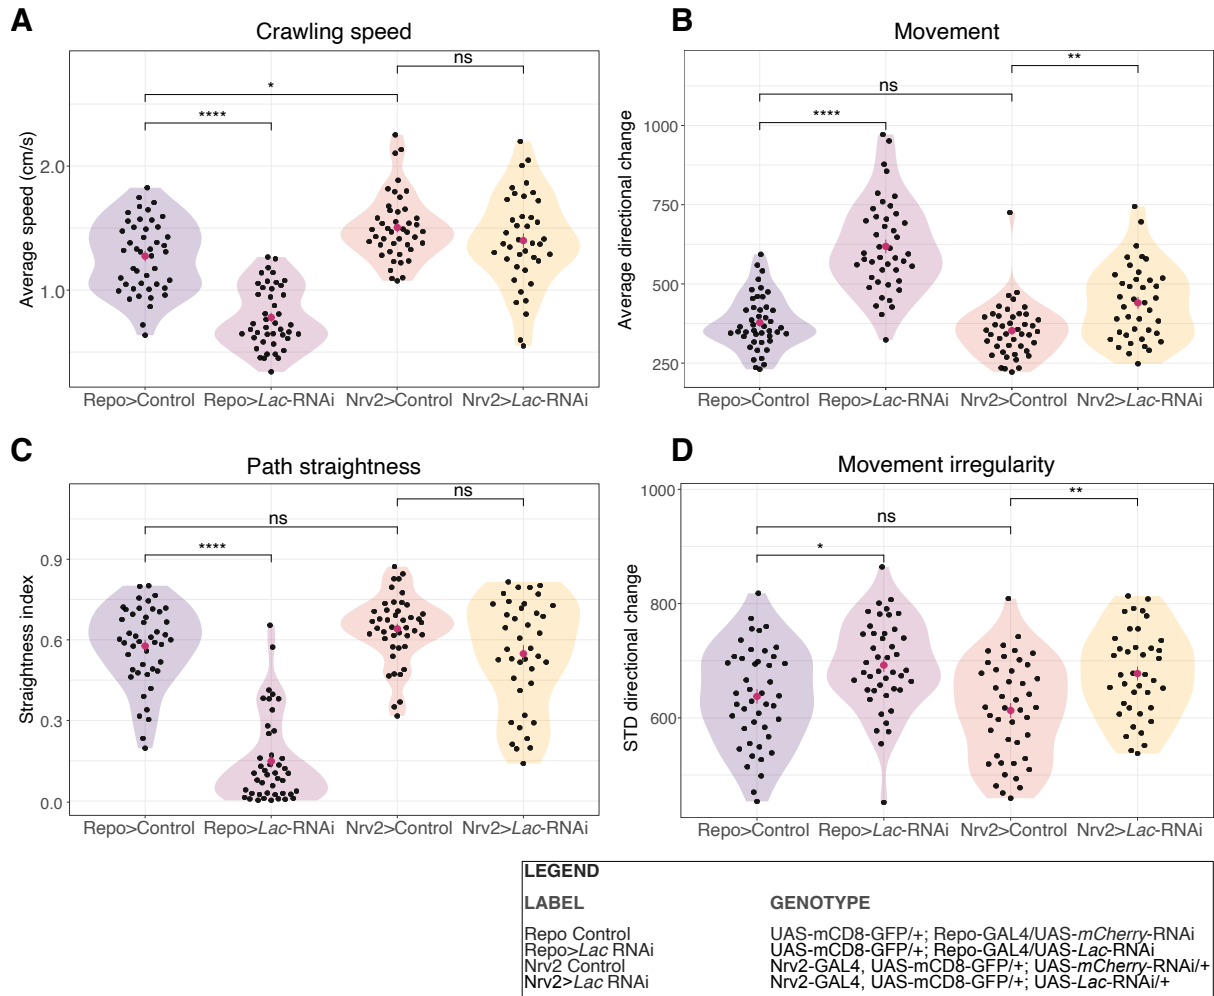 A
Crawling speed
ns
*
****
Average speed (cm/s)
2.0
1.0
Repo>Control
Repo>Lac-RNAi
Nrv2>Control
Nrv2>Lac-RNAi
B
Movement
**
ns
****
Average directional change
1000
750
500
250
Repo>Control
Repo>Lac-RNAi
Nrv2>Control
Nrv2>Lac-RNAi
C
Path straightness
ns
ns
****
Straightness index
0.9
0.6
0.3
0.0
Repo>Control
Repo>Lac-RNAi
Nrv2>Control
Nrv2>Lac-RNAi
D
Movement irregularity
**
ns
*
STD directional change
1000
800
600
Repo>Control
Repo>Lac-RNAi
Nrv2>Control
Nrv2>Lac-RNAi
LEGEND
LABEL GENOTYPE
Repo Control UAS-mCD8-GFP/+; Repo-GAL4/UAS-mCherry-RNAi
Repo>Lac RNAi UAS-mCD8-GFP/+; Repo-GAL4/UAS-Lac-RNAi
Nrv2 Control Nrv2-GAL4, UAS-mCD8-GFP/+; UAS-mCherry-RNAi/+
Nrv2>Lac RNAi Nrv2-GAL4, UAS-mCD8-GFP/+; UAS-Lac-RNAi/+